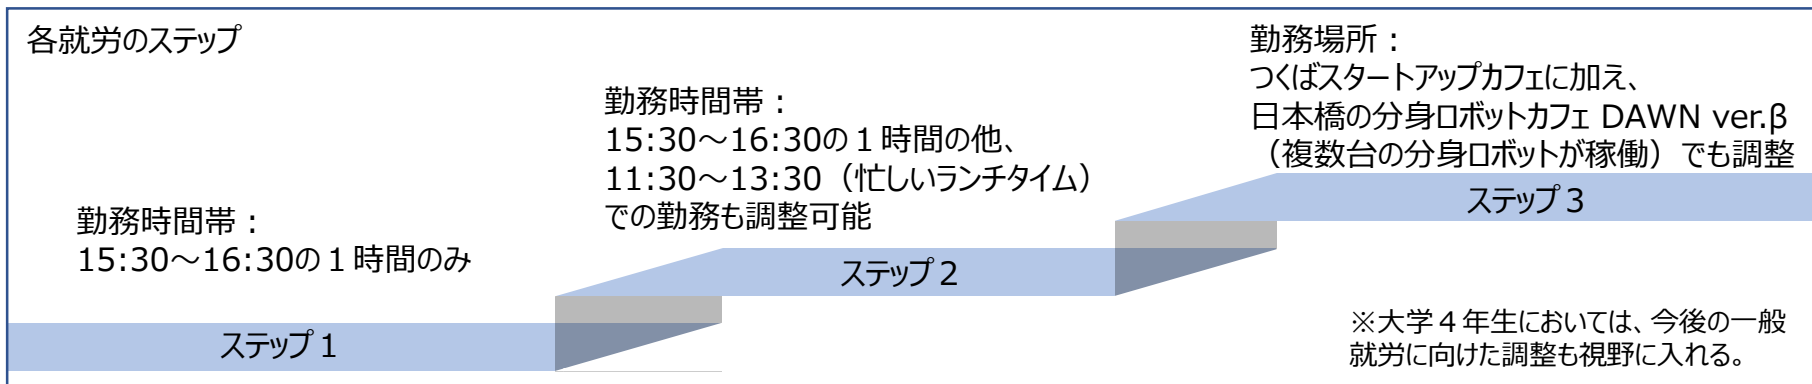 各就労のステップ
勤務時間帯：
15:30～16:30の１時間のみ
ステップ１
勤務時間帯：
15:30～16:30の１時間の他、
11:30～13:30（忙しいランチタイム）
での勤務も調整可能
ステップ２
勤務場所：
つくばスタートアップカフェに加え、
日本橋の分身ロボットカフェ DAWN ver.β
（複数台の分身ロボットが稼働）でも調整
ステップ３
※大学４年生においては、今後の一般
就労に向けた調整も視野に入れる。